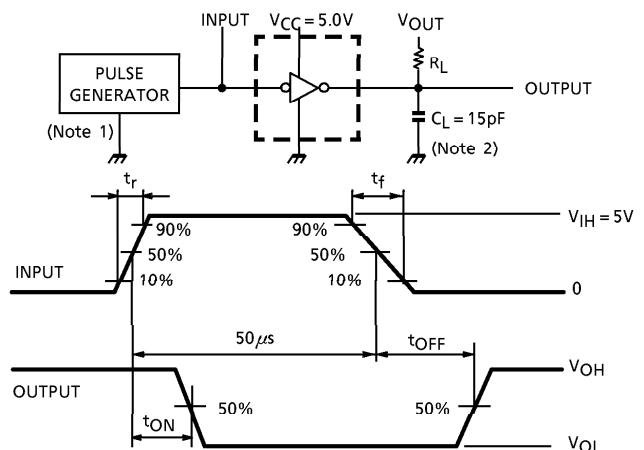 INPUT
VCC = 5.0V
VOUT
PULSE
GENERATOR
RL
OUTPUT
(Note 1)
CL = 15pF
(Note 2)
tr
tf
VIH = 5V
90%
90%
50%
50%
INPUT
10%
10%
0
50μs
tOFF
VOH
OUTPUT
50%
50%
tON
VOL